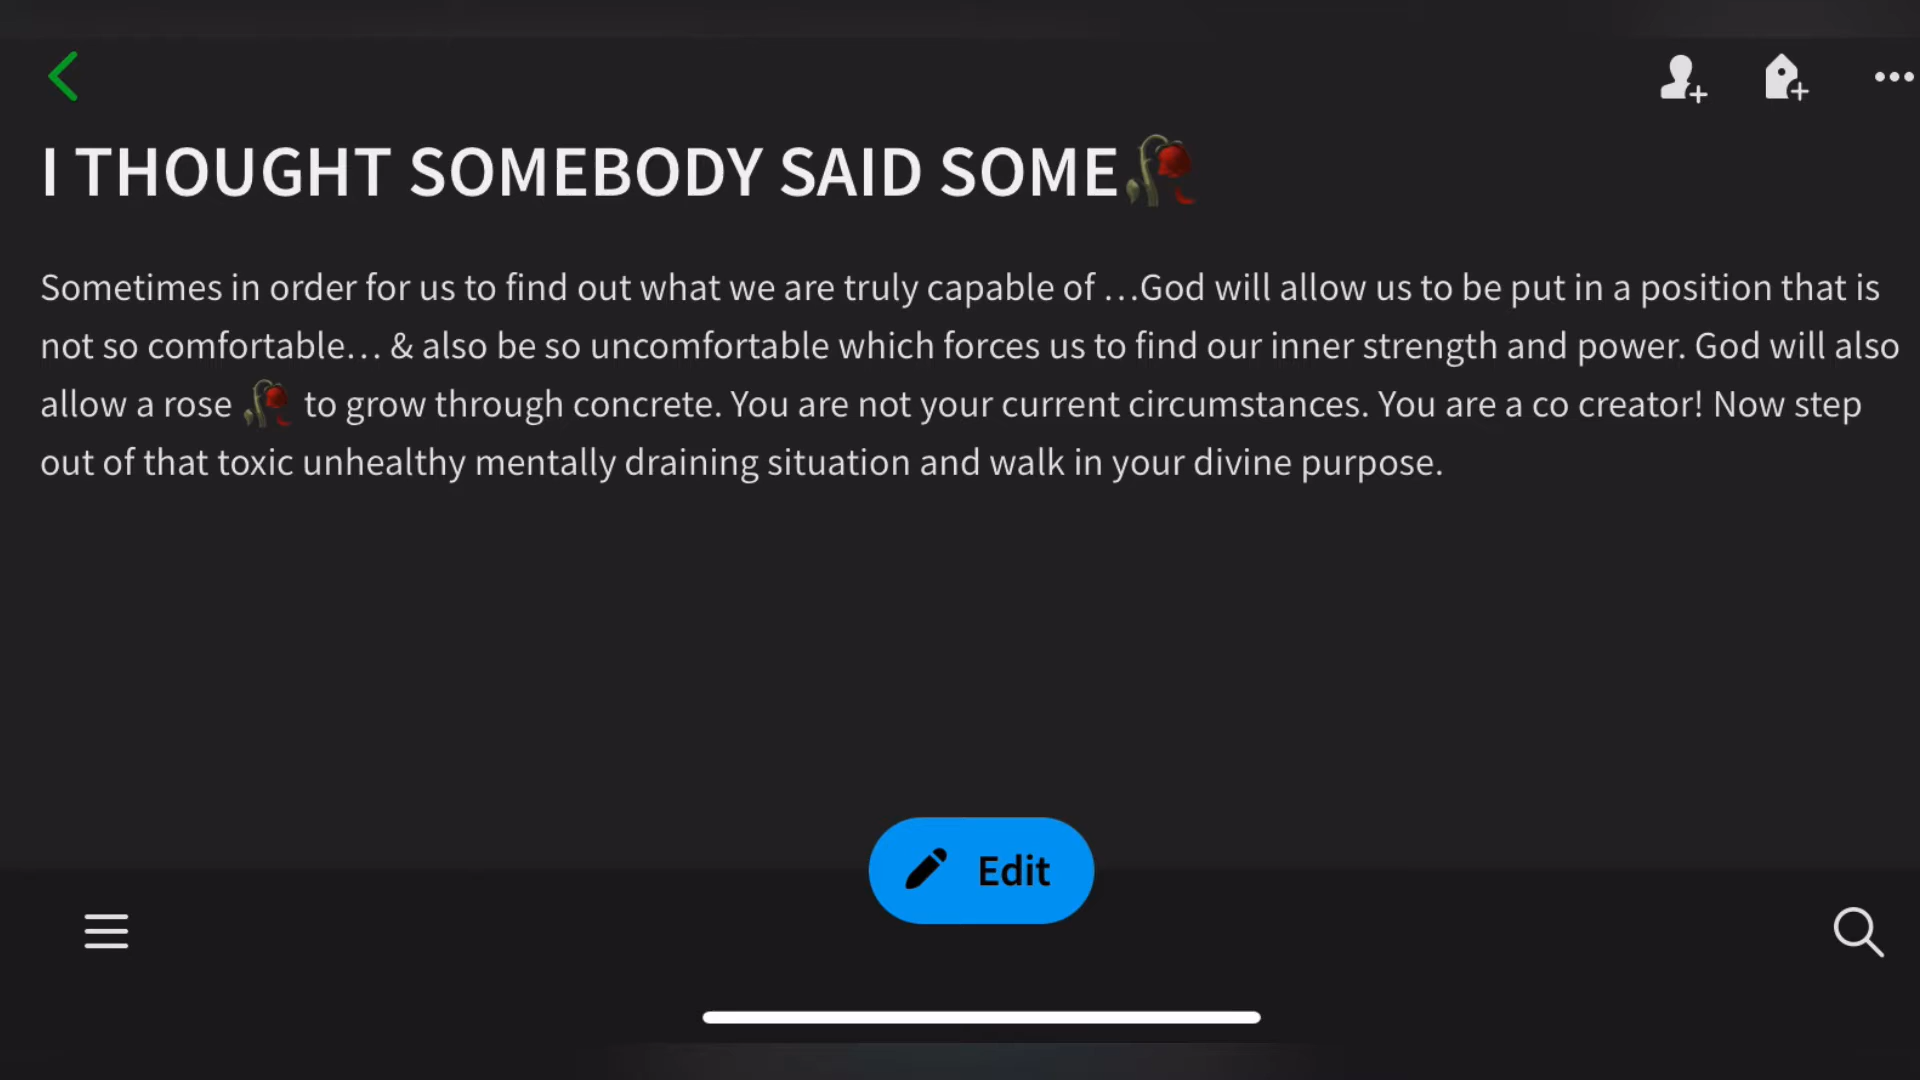 I THOUGHT SOMEBODY SAID SOME🥀
Sometimes in order for us to find out what we are truly capable of …God will allow us to be put in a position that is
not so comfortable… & also be so uncomfortable which forces us to find our inner strength and power. God will also
allow a rose 🥀 to grow through concrete. You are not your current circumstances. You are a co creator! Now step
out of that toxic unhealthy mentally draining situation and walk in your divine purpose.
Edit